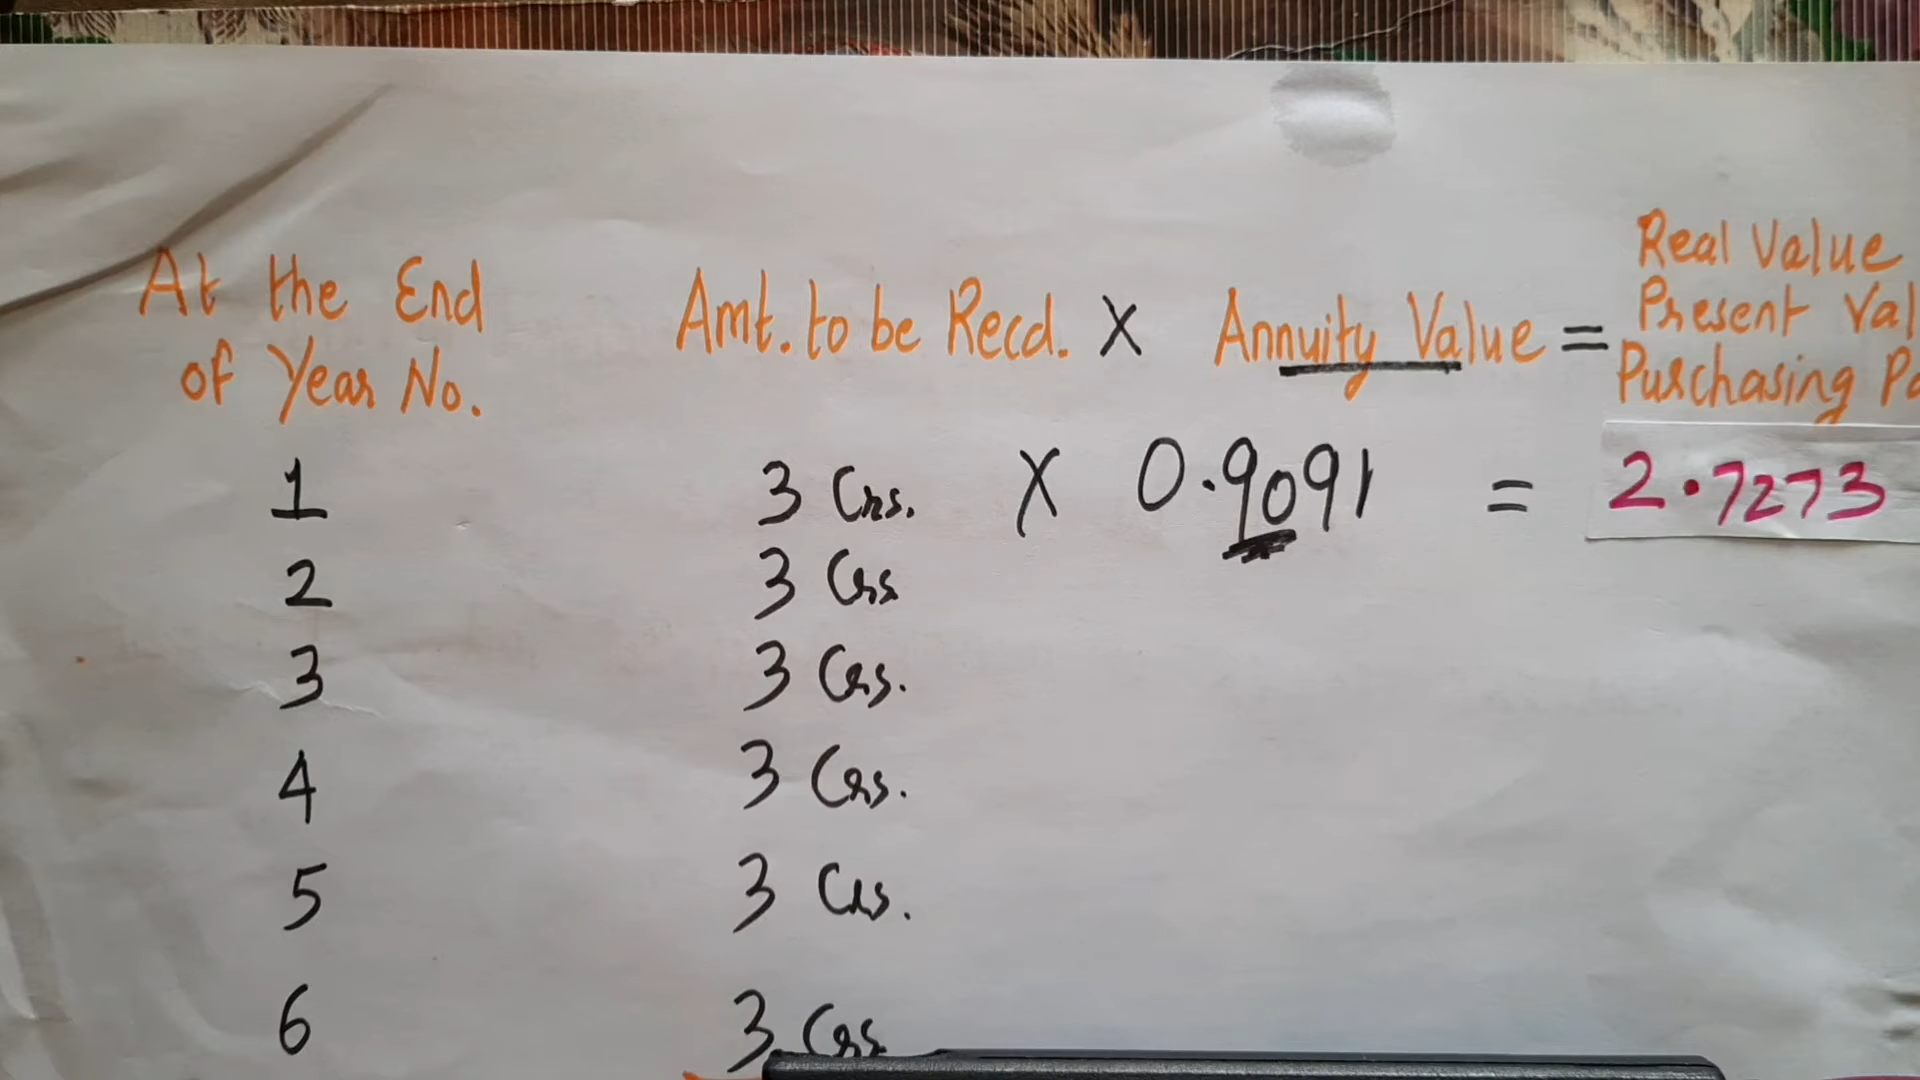 At the End
of Year No.
Amt. to be Recd. X Annuity Value =
Real Value
Present Val
Purchasing Po
1 3 Crs. X 0.9091 = 2.7273
2 3 Crs
3 3 Crs.
4 3 Crs.
5 3 Crs.
6 3 Crs